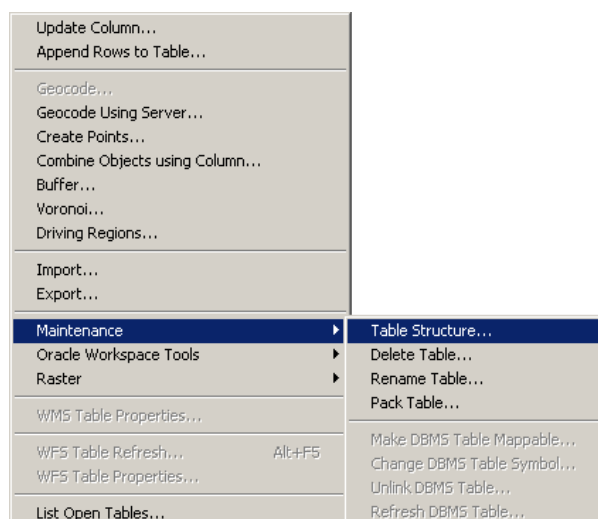 Update Column...
Append Rows to Table...
Geocode...
Geocode Using Server...
Create Points...
Combine Objects using Column...
Buffer...
Voronoi...
Driving Regions...
Import...
Export...
Maintenance
Oracle Workspace Tools
Raster
WMS Table Properties...
WFS Table Refresh... Alt+F5
WFS Table Properties...
List Open Tables...
Table Structure...
Delete Table...
Rename Table...
Pack Table...
Make DBMS Table Mappable...
Change DBMS Table Symbol...
Unlink DBMS Table...
Refresh DBMS Table...